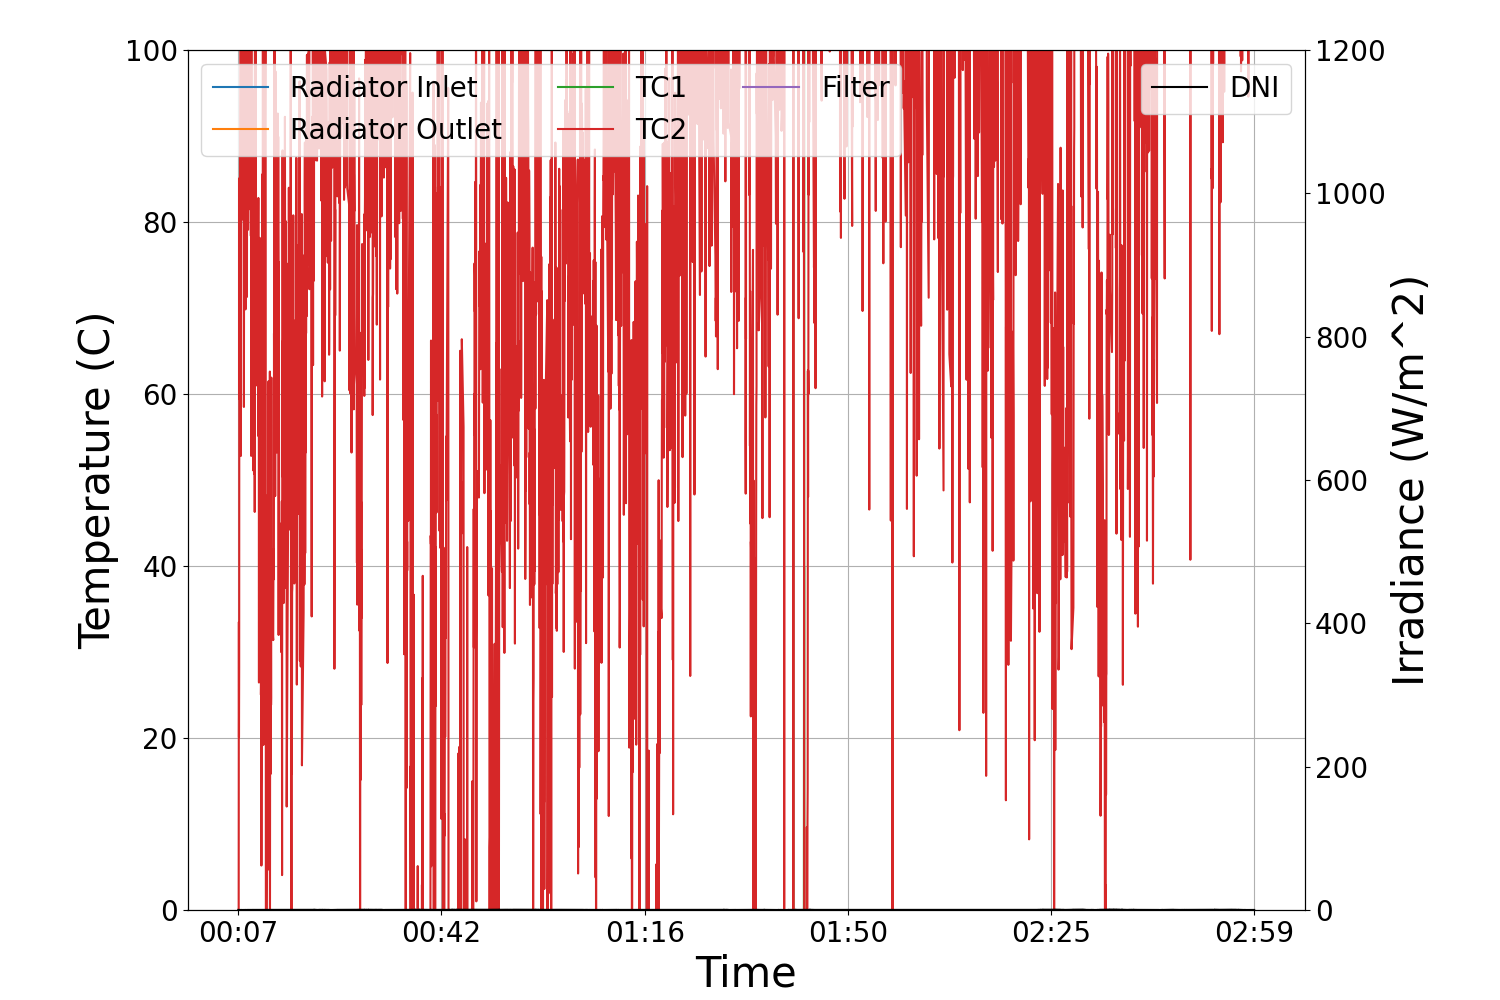 100
80
60
40
20
0
Temperature (C)
Radiator Inlet
Radiator Outlet
TC1
TC2
Filter
DNI
1200
1000
800
600
400
200
0
Irradiance (W/m^2)
00:07
00:42
01:16
01:50
02:25
02:59
Time